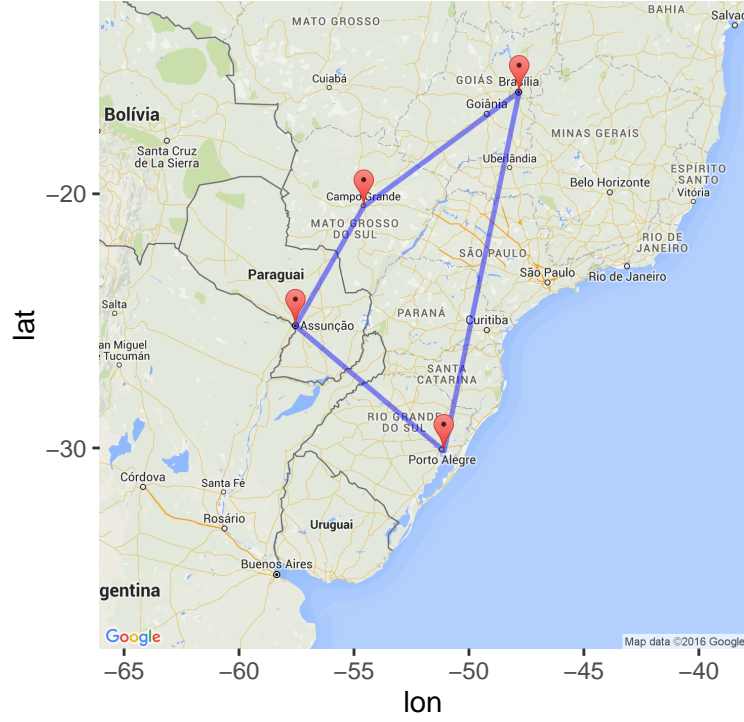 MATO GROSSO
BAHIA
Salvac
Cuiabá
GOIÁS
Brasília
Goiânia
Bolívia
MINAS GERAIS
Santa Cruz
de La Sierra
Uberlândia
ESPÍRITO
SANTO
Belo Horizonte
Vitória
Campo Grande
MATO GROSSO
DO SUL
RIO DE
JANEIRO
SÃO PAULO
Paraguai
São Paulo
Rio de Janeiro
Salta
PARANÁ
Curitiba
Assunção
an Miguel
e Tucumán
SANTA
CATARINA
RIO GRANDE
DO SUL
Porto Alegre
Córdova
Santa Fé
Rosário
Uruguai
Buenos Aires
gentina
Google
Map data ©2016 Google
−20
−30
lat
−65
−60
−55
−50
−45
−40
lon